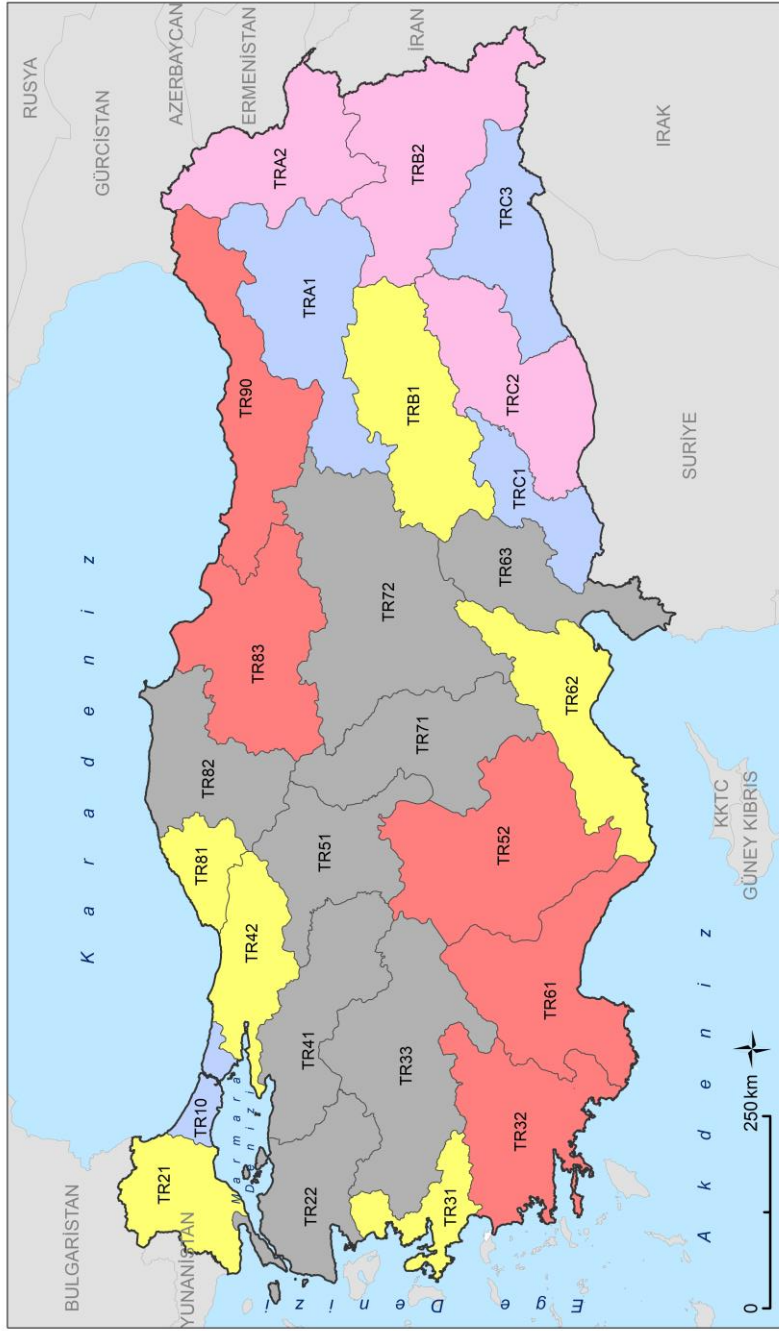 BULGARİSTAN
YUNANİSTAN
RUSYA
GÜRCİSTAN
AZERBAYCAN
ERMENİSTAN
İRAN
IRAK
SURİYE
KKTC
GÜNEY KIBRIS
Karadeniz
Marmara
Denizi
Ege Denizi
Akdeniz
TR21
TR10
TR22
TR41
TR42
TR81
TR82
TR83
TR90
TRA1
TRA2
TR31
TR33
TR51
TR71
TR72
TRB1
TRB2
TR32
TR61
TR52
TR62
TR63
TRC1
TRC2
TRC3
0 250 km